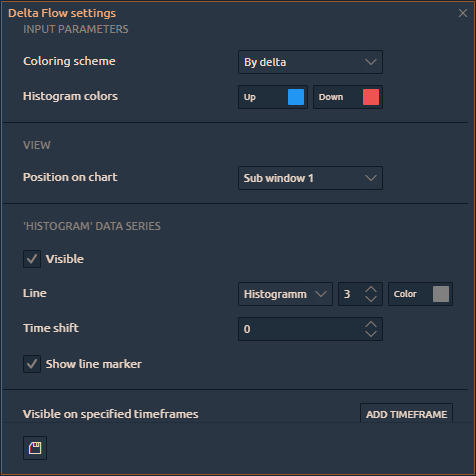 Delta Flow settings
INPUT PARAMETERS
Coloring scheme By delta
Histogram colors Up Down
VIEW
Position on chart Sub window 1
'HISTOGRAM' DATA SERIES
Visible
Line Histogramm 3 Color
Time shift 0
Show line marker
Visible on specified timeframes ADD TIMEFRAME